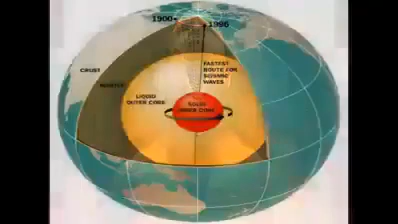 1900
1996
CRUST
MANTLE
FASTEST
ROUTE FOR
SEISMIC
WAVES
LIQUID
OUTER CORE
SOLID
INNER CORE